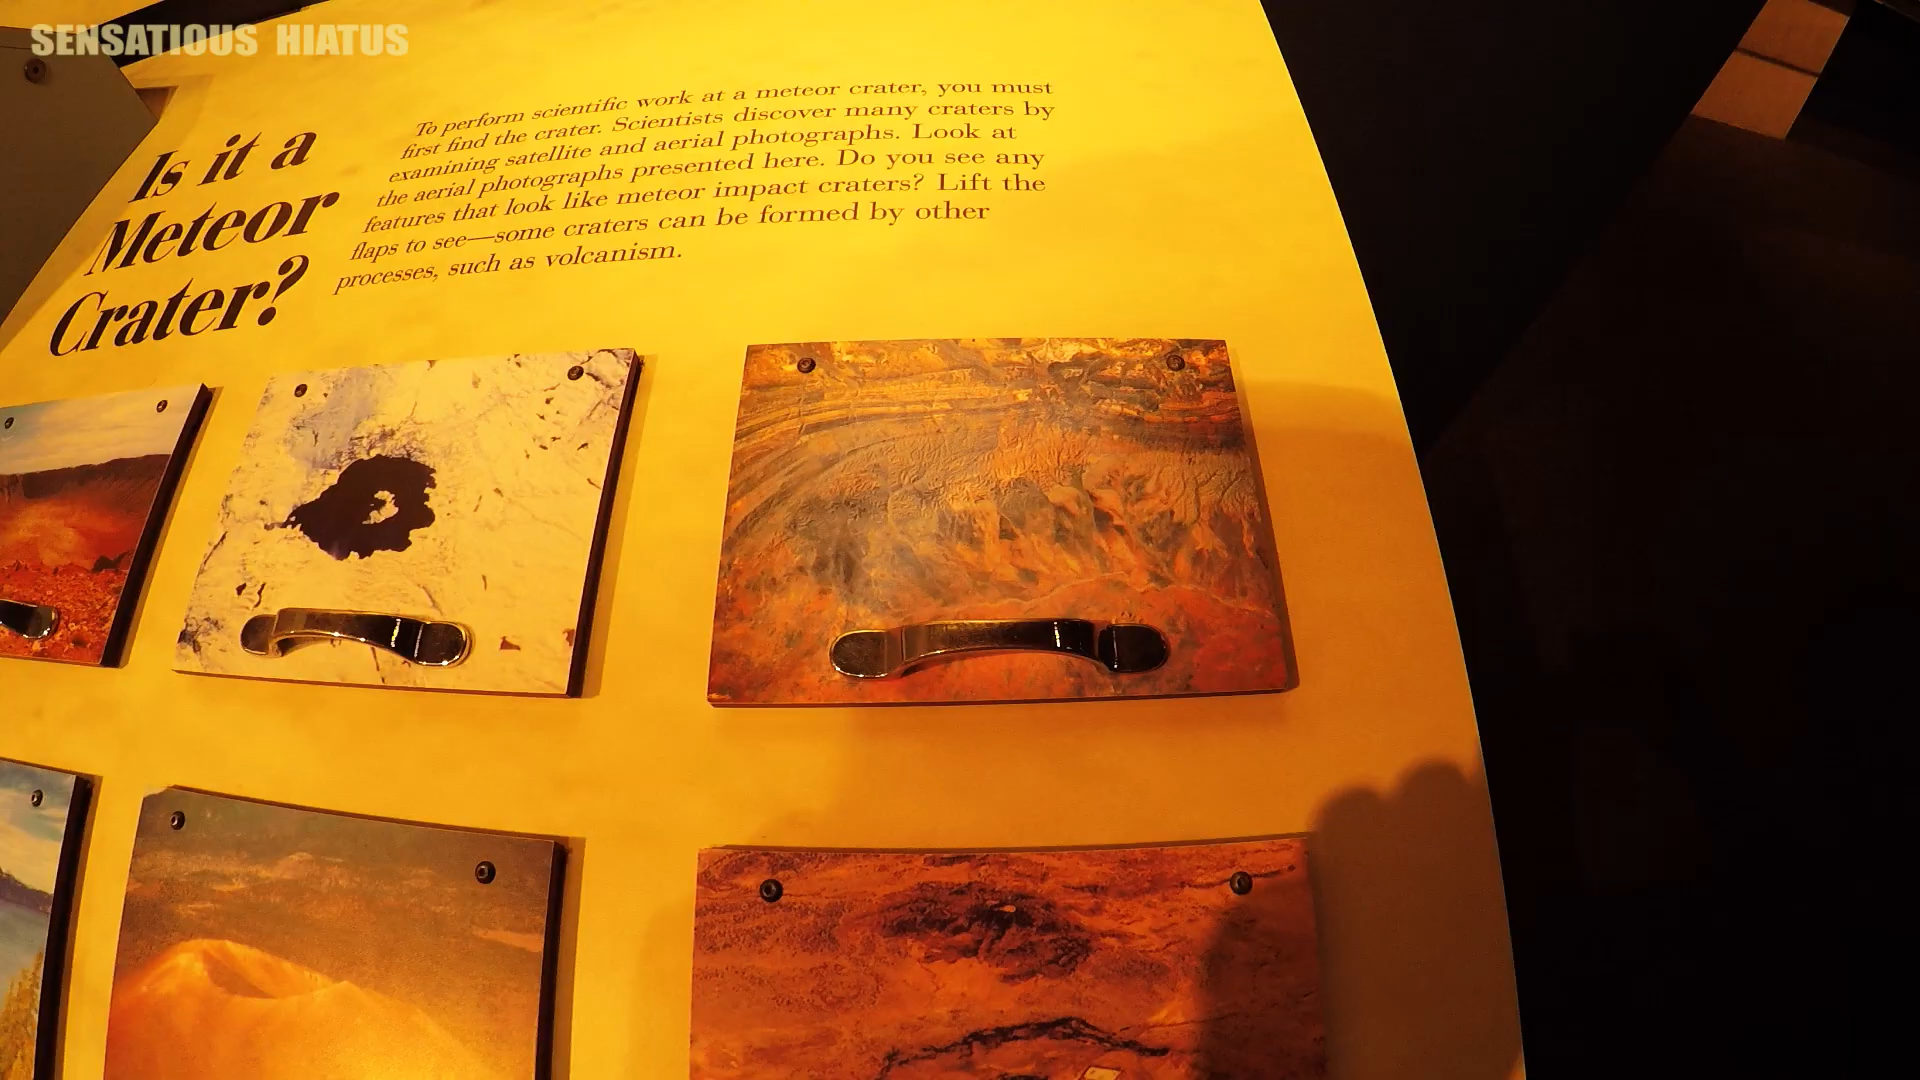 SENSATIOUS HIATUS
Is it a
Meteor
Crater?
To perform scientific work at a meteor crater, you must
first find the crater. Scientists discover many craters by
examining satellite and aerial photographs. Look at
the aerial photographs presented here. Do you see any
features that look like meteor impact craters? Lift the
flaps to see—some craters can be formed by other
processes, such as volcanism.